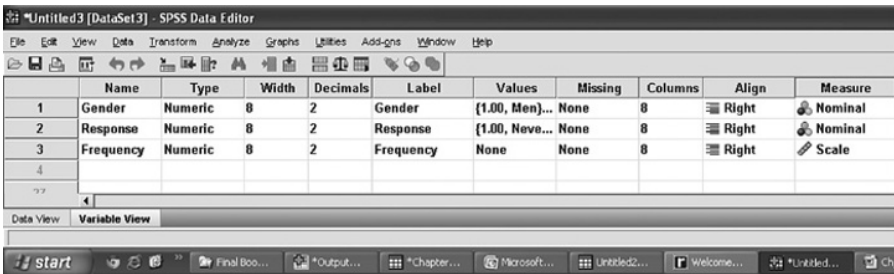 *Untitled3 [DataSet3] - SPSS Data Editor
File Edit View Data Transform Analyze Graphs Utilities Add-ons Window Help
Name Type Width Decimals Label Values Missing Columns Align Measure
1 Gender Numeric 8 2 Gender {1.00, Men}... None 8 Right Nominal
2 Response Numeric 8 2 Response {1.00, Neve... None 8 Right Nominal
3 Frequency Numeric 8 2 Frequency None None 8 Right Scale
4
Data View Variable View
start » Final Boo... *Output... *Chapter... Microsoft... Untitled2... Welcome... *Untitled...